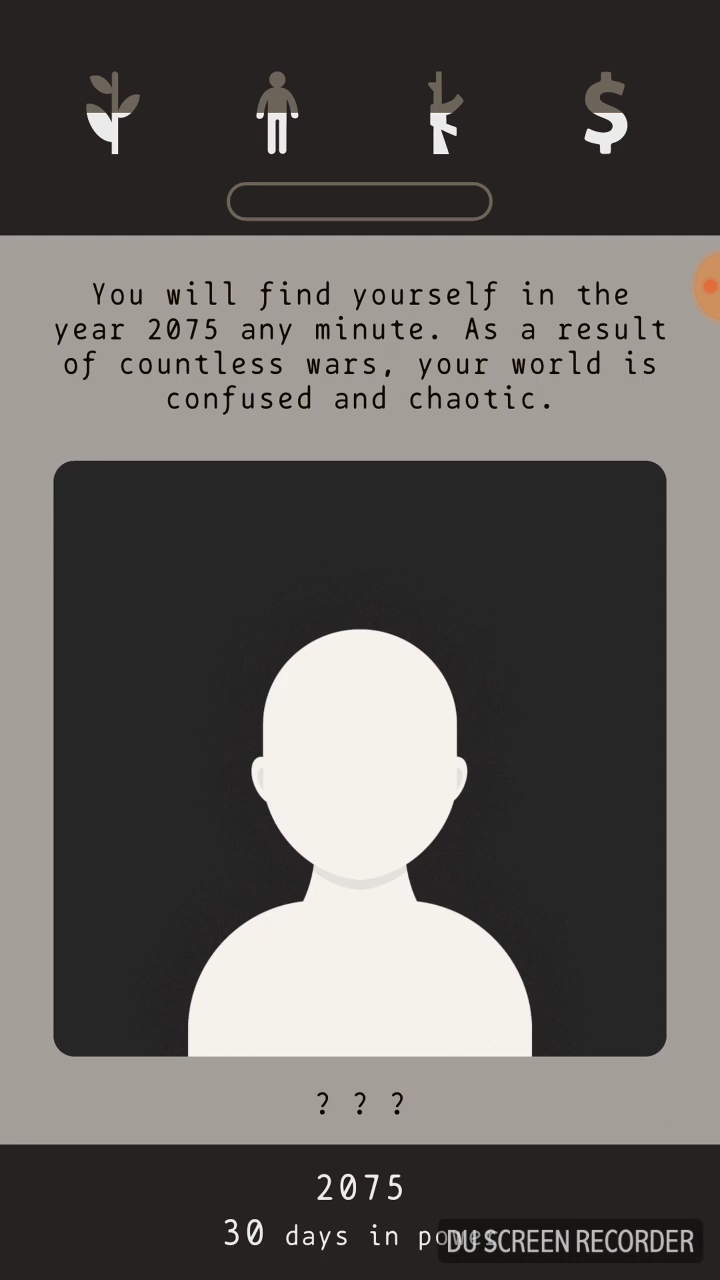 You will find yourself in the
year 2075 any minute. As a result
of countless wars, your world is
confused and chaotic.
? ? ?
2075
30 days in power
DU SCREEN RECORDER